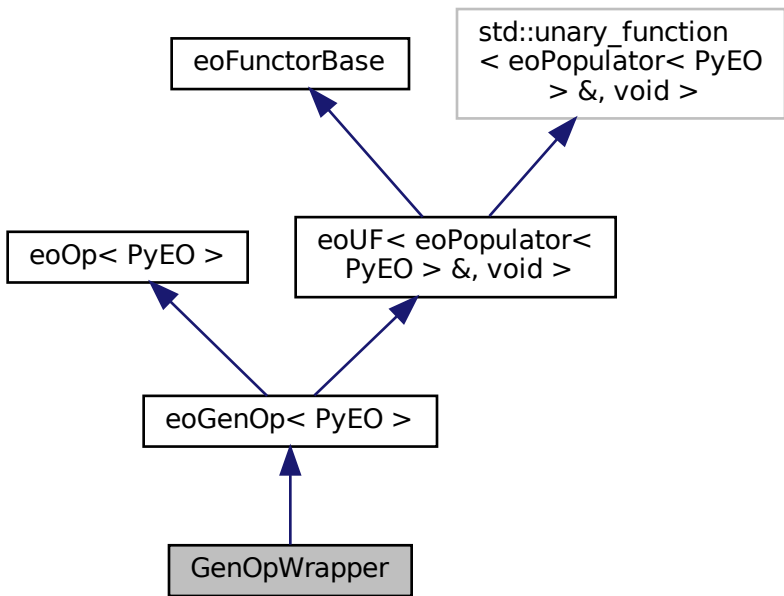 std::unary_function
< eoPopulator< PyEO
> &, void >
eoFunctorBase
eoUF< eoPopulator<
PyEO > &, void >
eoOp< PyEO >
eoGenOp< PyEO >
GenOpWrapper